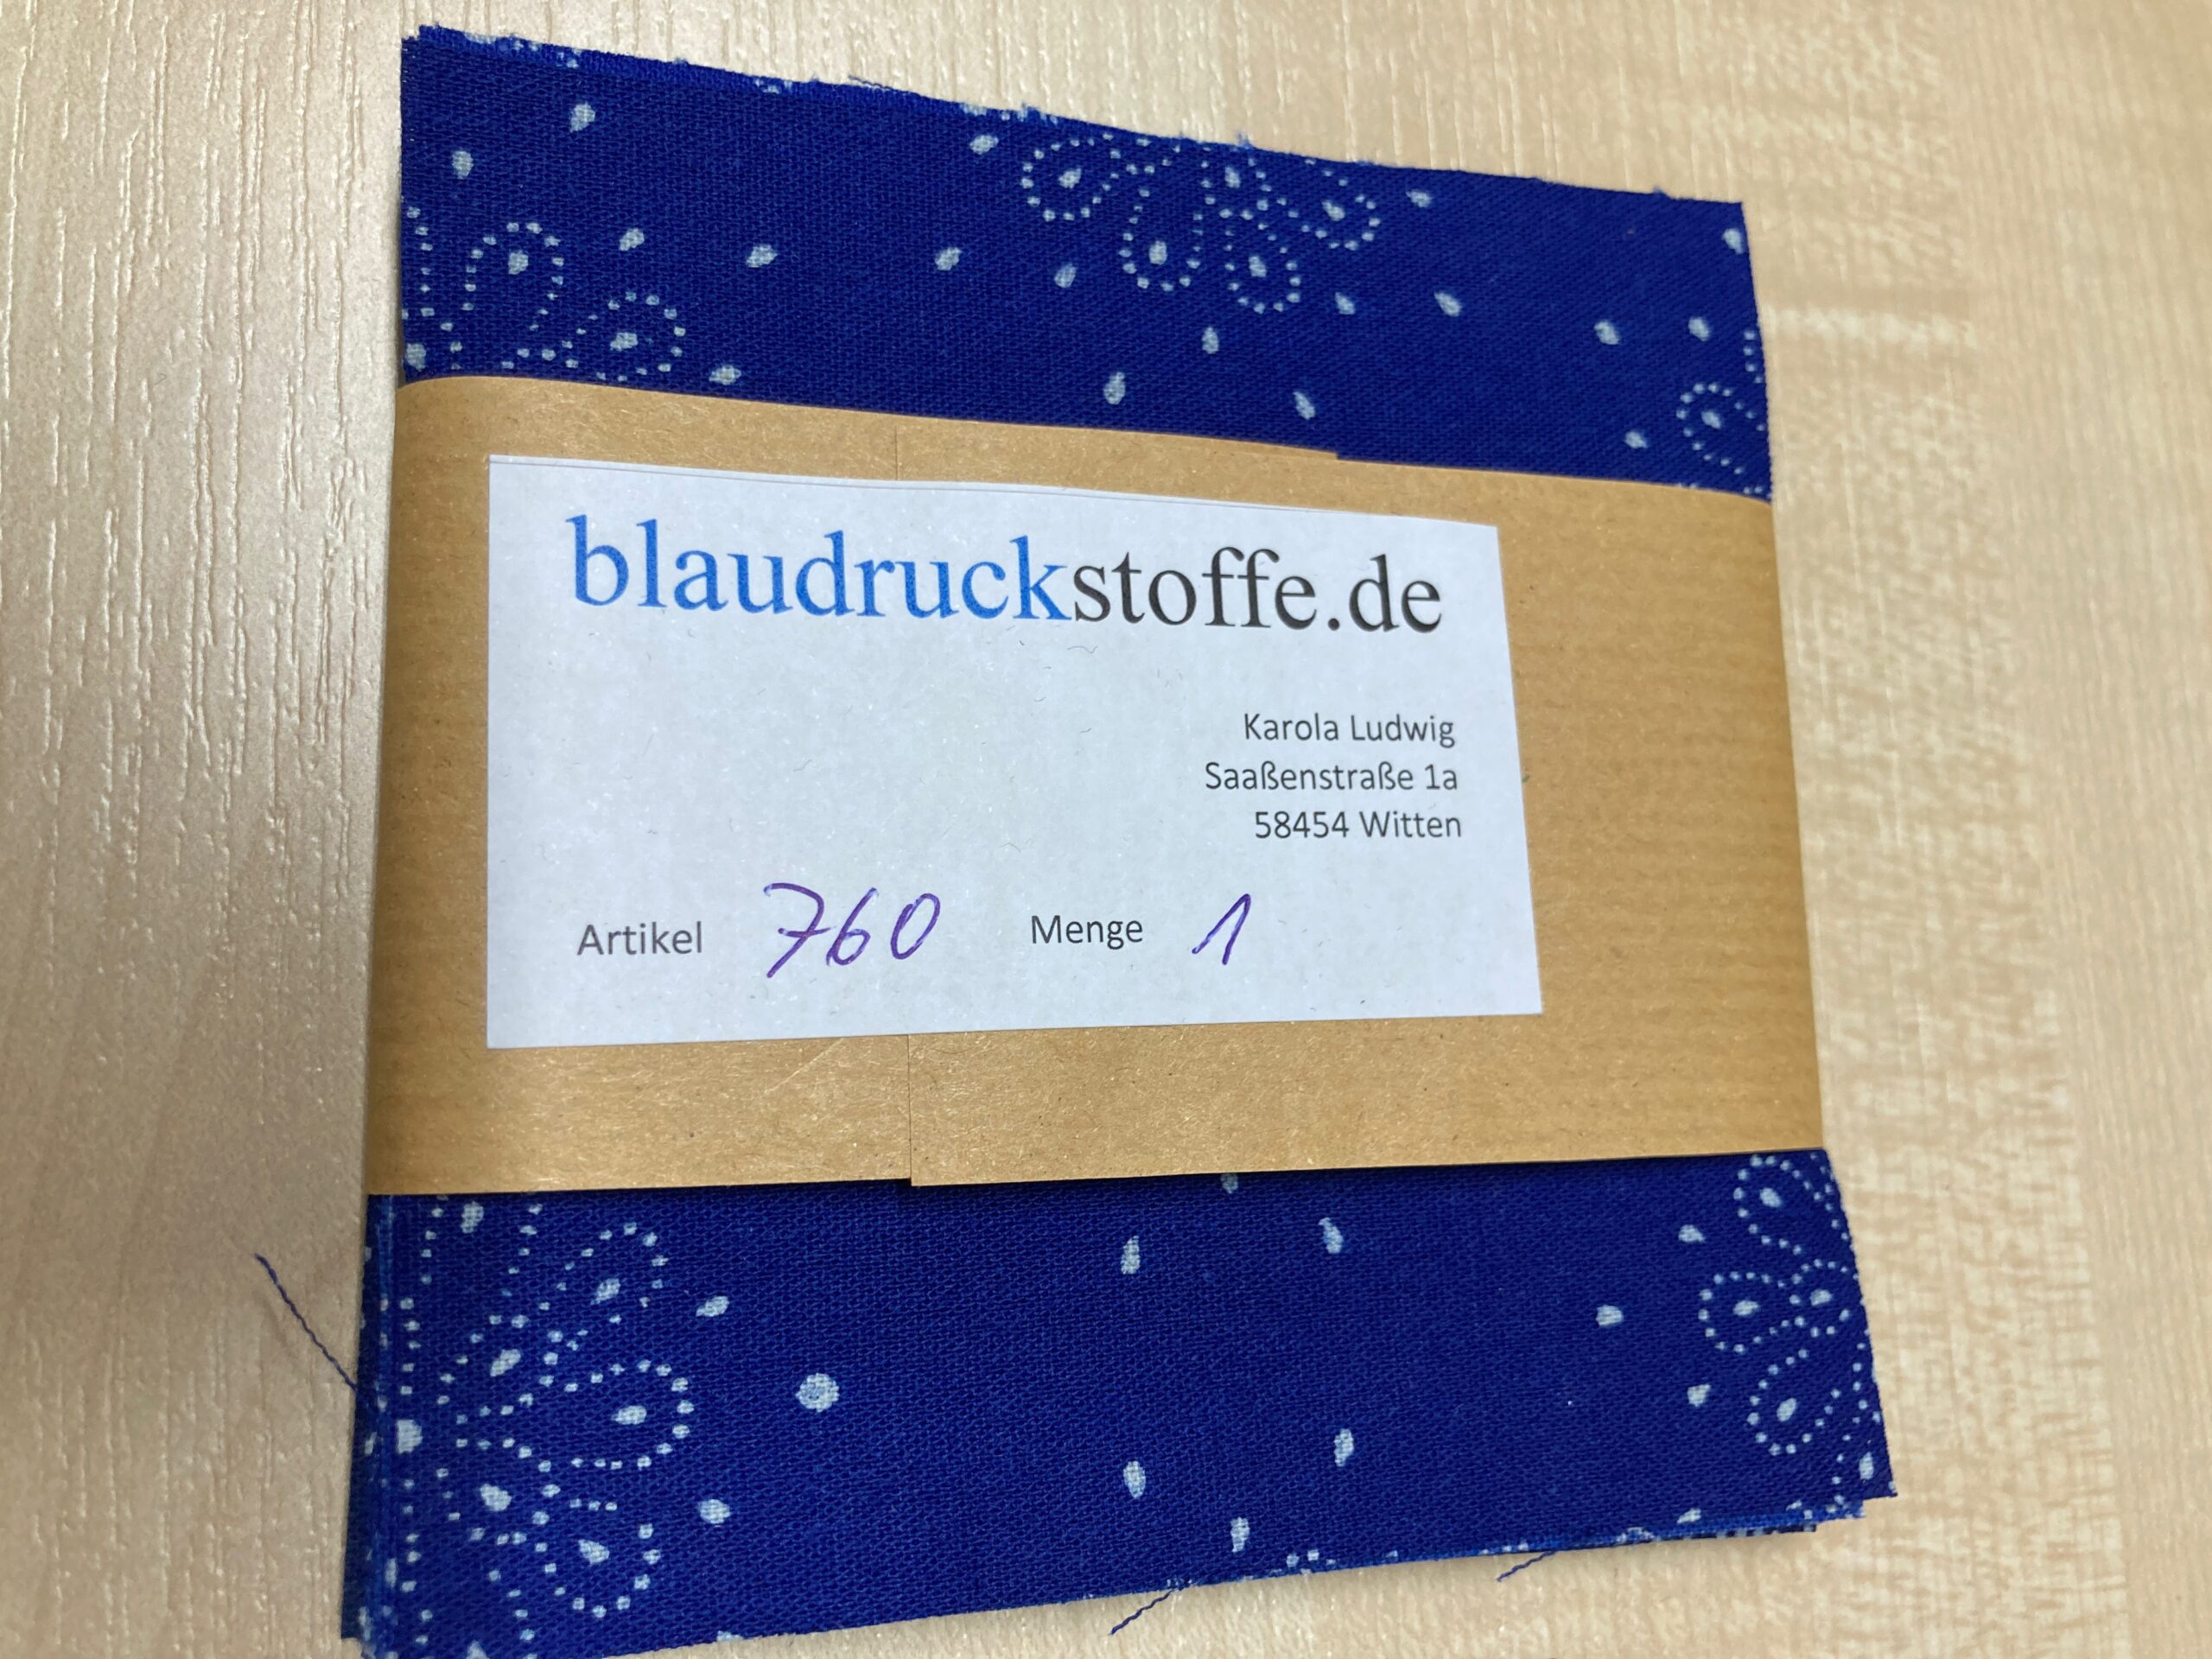 blaudruckstoffe.de
Karola Ludwig
Saaßenstraße 1a
58454 Witten
Artikel 760 Menge 1